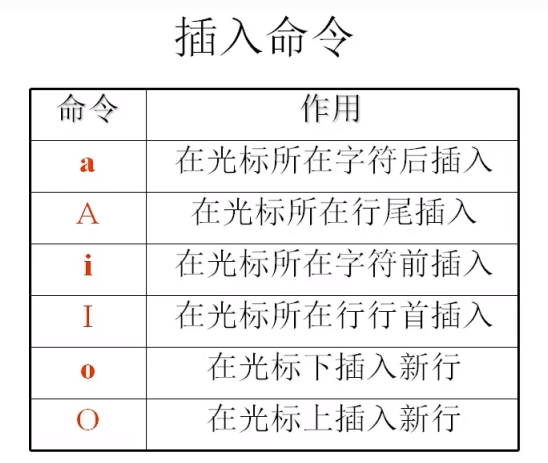 插入命令
命令 作用
a 在光标所在字符后插入
A 在光标所在行尾插入
i 在光标所在字符前插入
I 在光标所在行行首插入
o 在光标下插入新行
O 在光标上插入新行